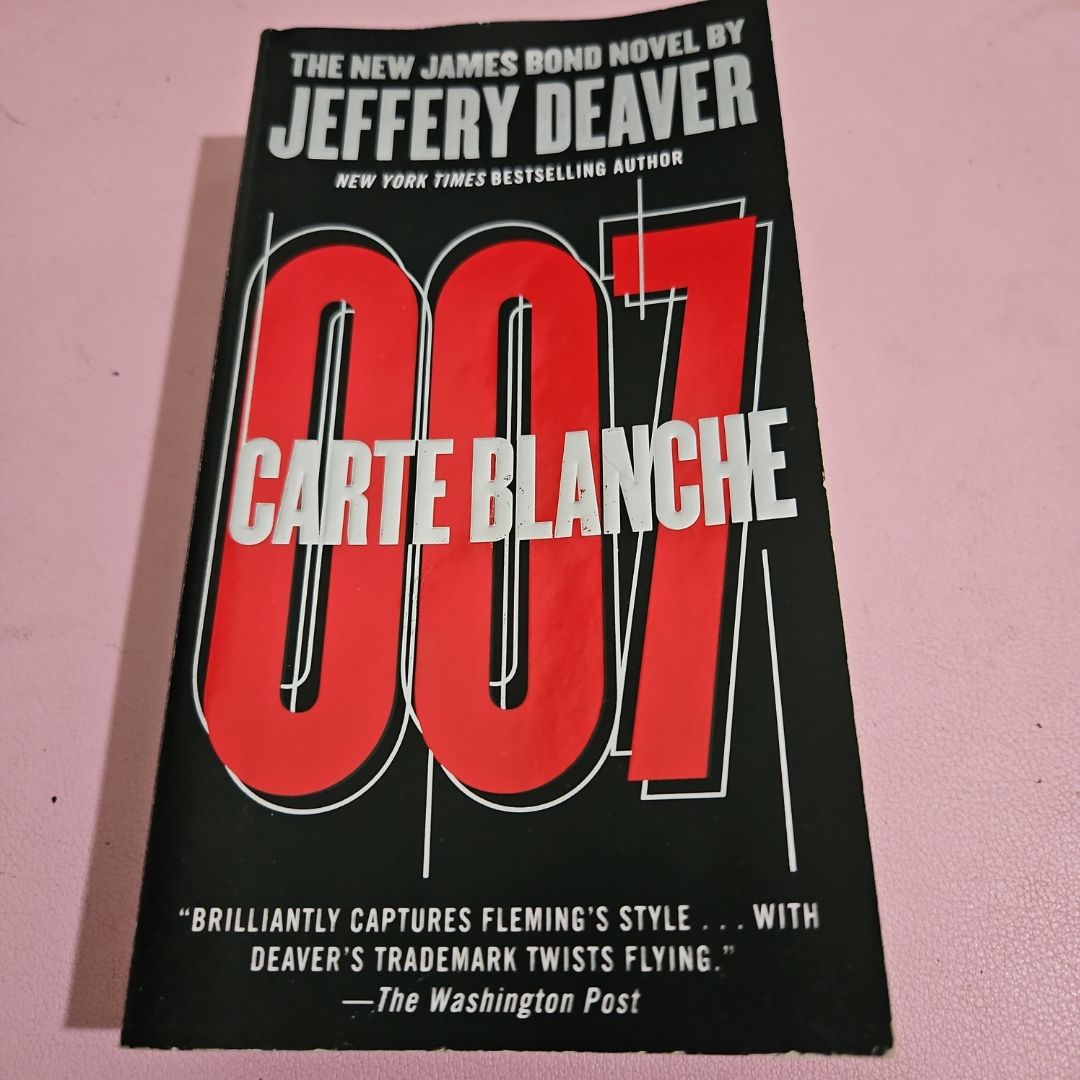 THE NEW JAMES BOND NOVEL BY
JEFFERY DEAVER
NEW YORK TIMES BESTSELLING AUTHOR
007
CARTE BLANCHE
“BRILLIANTLY CAPTURES FLEMING’S STYLE . . . WITH
DEAVER’S TRADEMARK TWISTS FLYING.”
—The Washington Post